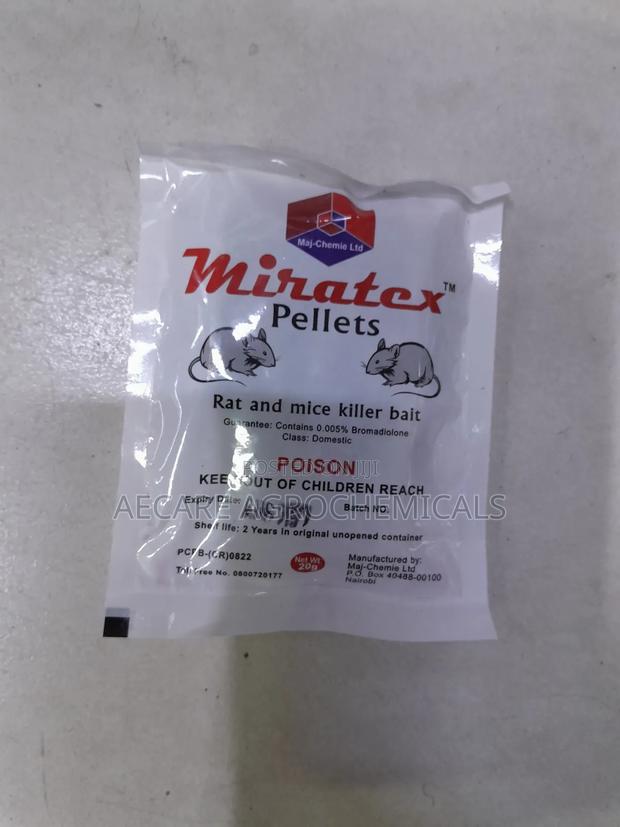 Maj-Chemie Ltd
Miratex™
Pellets
Rat and mice killer bait
Guarantee: Contains 0.005% Bromadiolone
Class: Domestic
POISON
KEEP OUT OF CHILDREN REACH
AECARE AGROCHEMICALS
Expiry Date:
Batch NO.
Shelf life: 2 Years in original unopened container
PCPB-(CR)0822
Net Wt
20g
Toll Free No. 0800720177
Manufactured by:
Maj-Chemie Ltd
P.O. Box 40488-00100
Nairobi